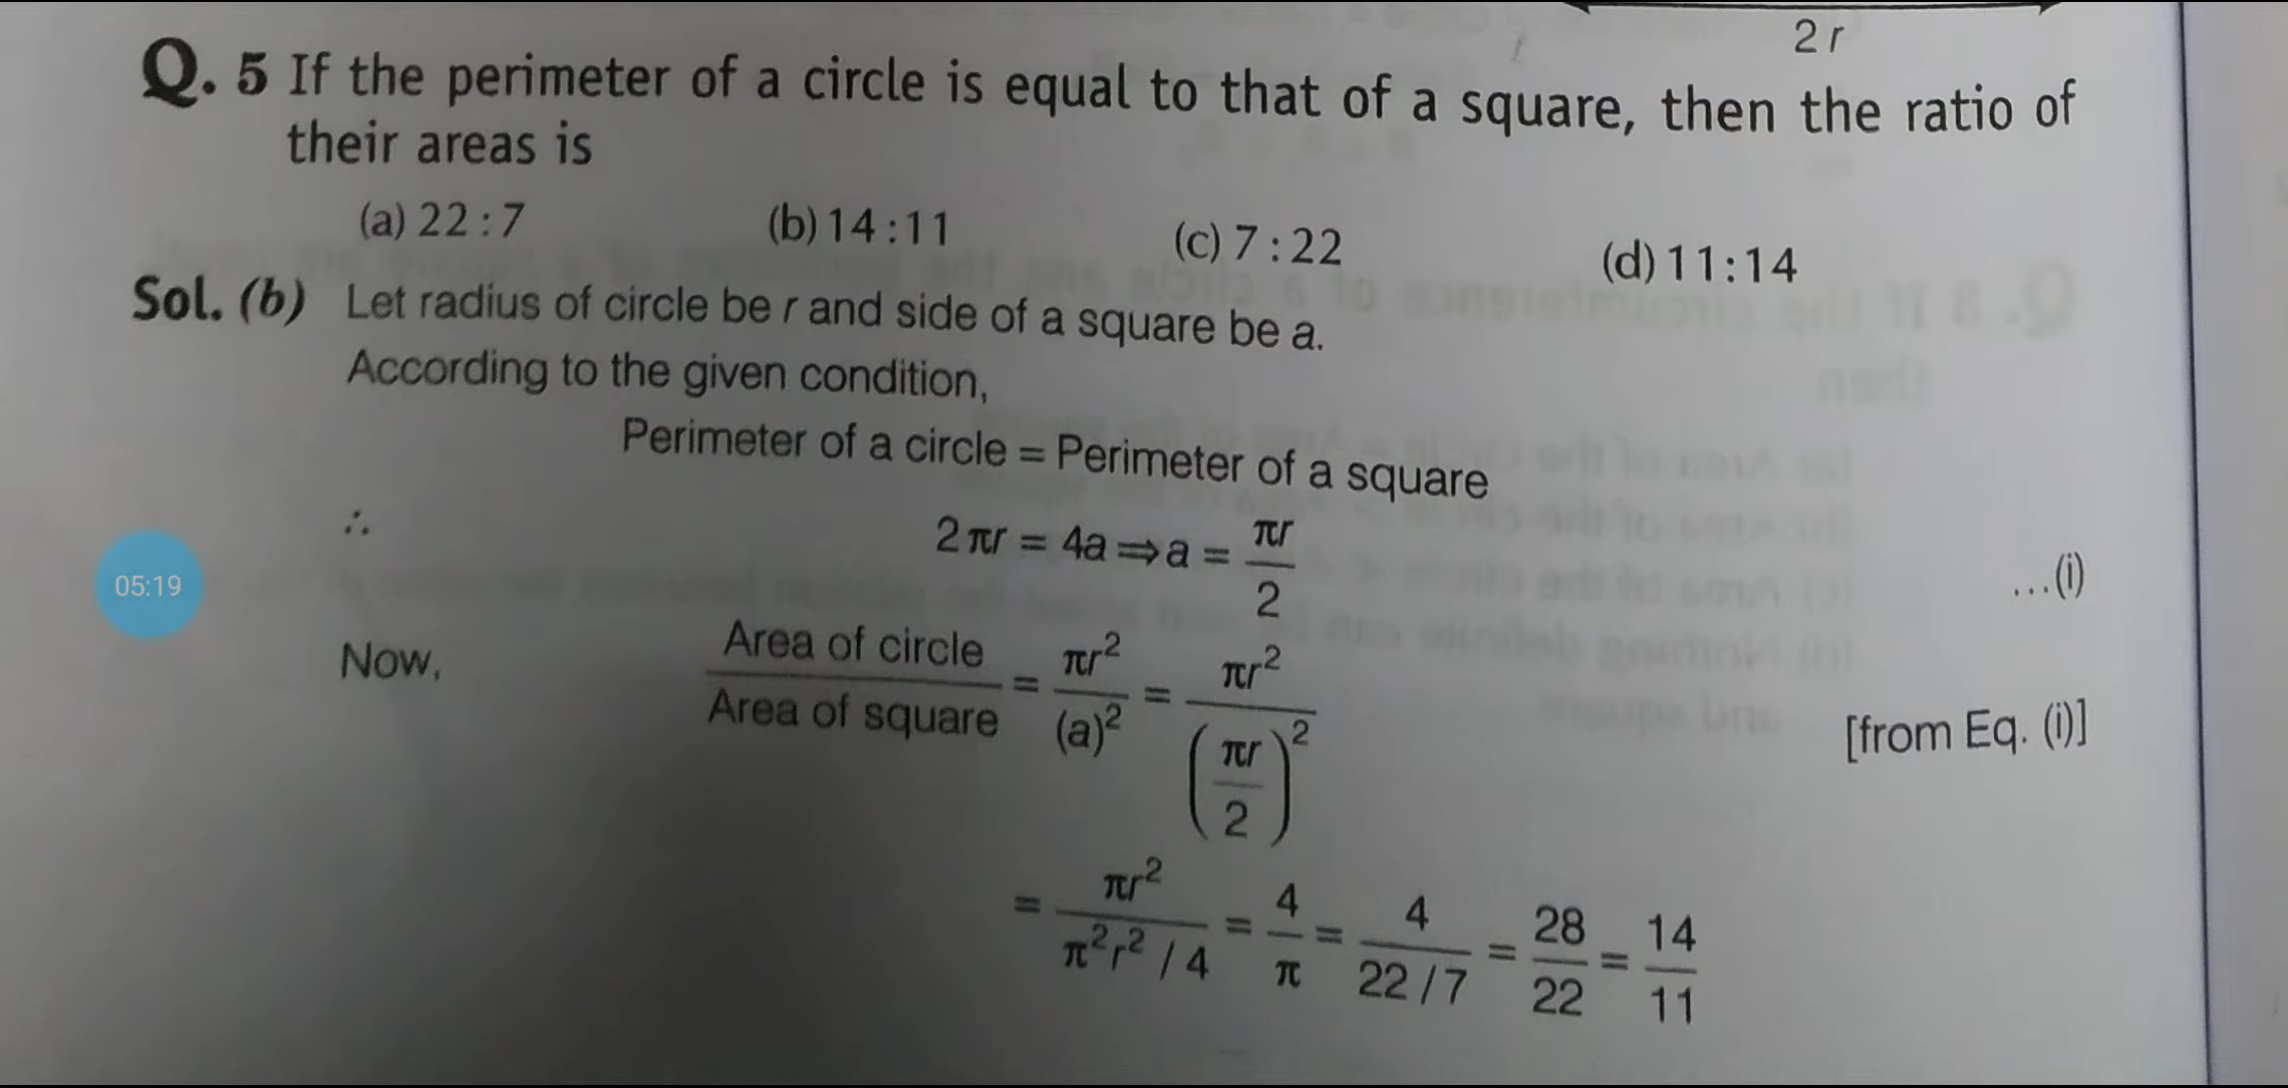 2 r
Q. 5 If the perimeter of a circle is equal to that of a square, then the ratio of
their areas is
(a) 22 : 7 (b) 14 : 11 (c) 7 : 22 (d) 11 : 14
Sol. (b) Let radius of circle be r and side of a square be a.
According to the given condition,
Perimeter of a circle = Perimeter of a square
∴ 2πr = 4a ⇒ a = πr/2 ...(i)
05:19
Now, Area of circle/Area of square = πr²/(a)² = πr²/(πr/2)² [from Eq. (i)]
= πr²/π²r²/4 = 4/π = 4/22/7 = 28/22 = 14/11